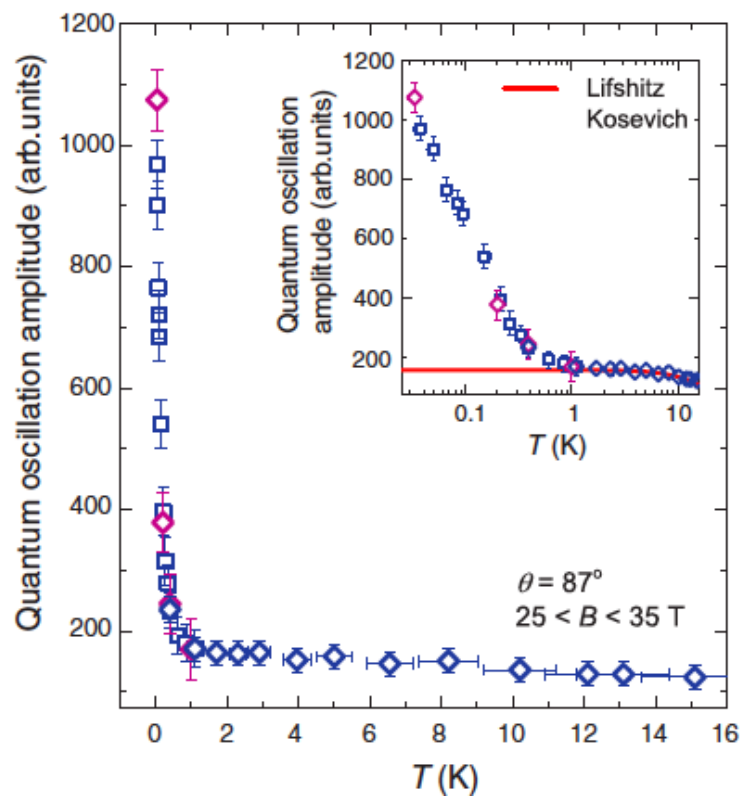 Quantum oscillation amplitude (arb.units)
1200
1000
800
600
400
200
0 2 4 6 8 10 12 14 16
T (K)
Quantum oscillation
amplitude (arb.units)
1200
1000
800
600
400
200
0.1 1 10
T (K)
Lifshitz
Kosevich
θ = 87°
25 < B < 35 T